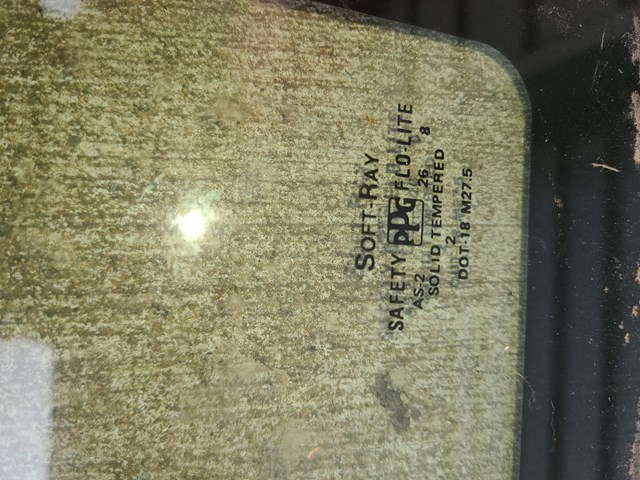 SOFT-RAY
SAFETY PPG FLO-LITE
AS-2 26 8
SOLID TEMPERED
2
DOT-18 M27.5